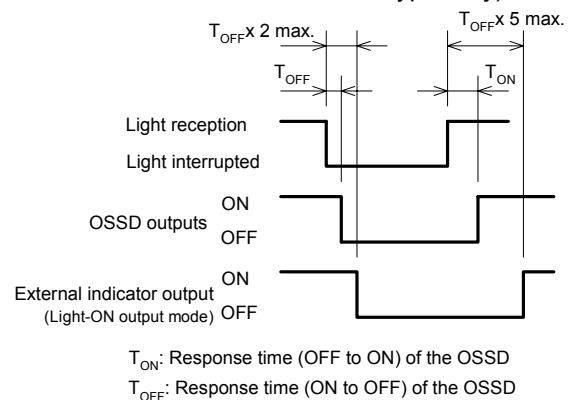 T_OFF x 2 max.
T_OFF x 5 max.
T_OFF
T_ON
Light reception
Light interrupted
ON
OSSD outputs
OFF
ON
External indicator output
(Light-ON output mode) OFF
T_ON: Response time (OFF to ON) of the OSSD
T_OFF: Response time (ON to OFF) of the OSSD